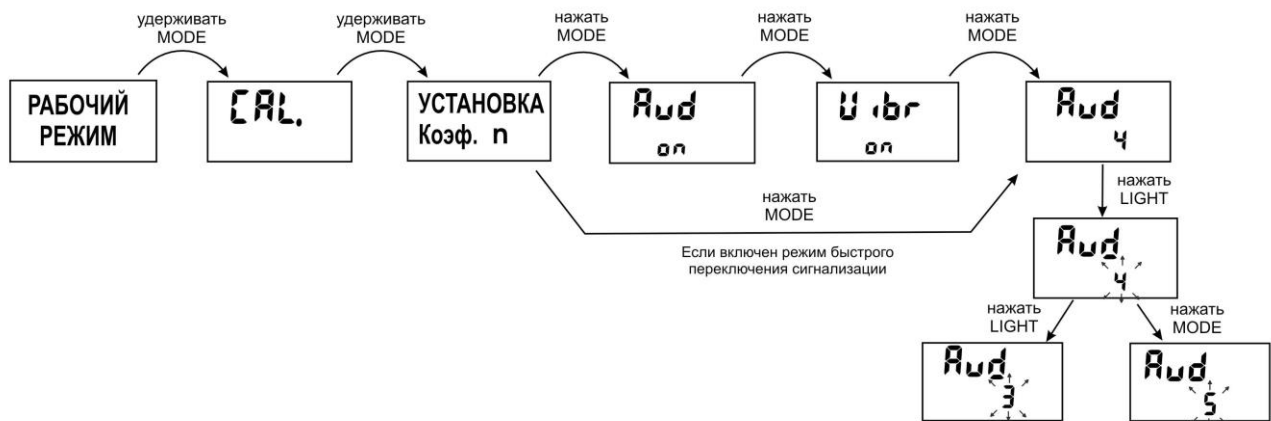 удерживать
MODE
удерживать
MODE
нажать
MODE
нажать
MODE
нажать
MODE
РАБОЧИЙ
РЕЖИМ
CAL.
УСТАНОВКА
Коэф. n
Aud
on
Vibr
on
Aud
4
нажать
MODE
Если включен режим быстрого
переключения сигнализации
нажать
LIGHT
Aud
4
нажать
LIGHT
нажать
MODE
Aud
3
Aud
5